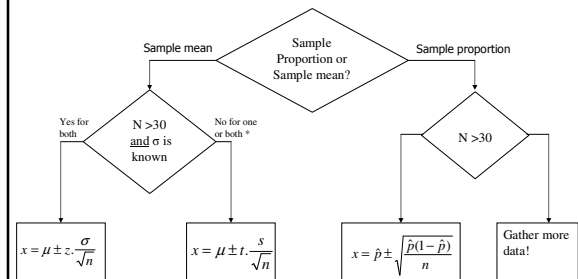 Sample
Proportion or
Sample mean?
Sample mean
Sample proportion
N >30
and σ is
known
Yes for
both
No for one
or both *
N >30
x = μ ± z. σ/√n
x = μ ± t. s/√n
x = p̂ ± √(p̂(1 − p̂)/n)
Gather more
data!